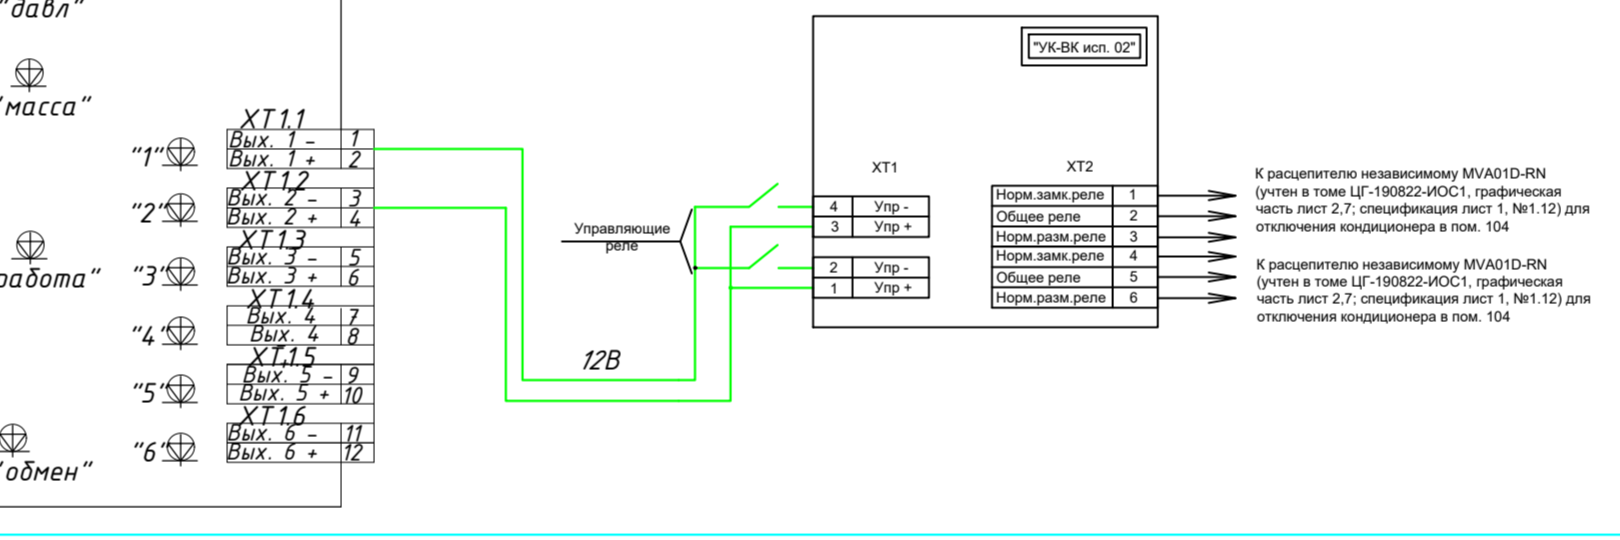 "давл"
"масса"
работа"
"обмен"
"1"
"2"
"3"
"4"
"5"
"6"
XT1.1
Вых. 1 - 1
Вых. 1 + 2
XT1.2
Вых. 2 - 3
Вых. 2 + 4
XT1.3
Вых. 3 - 5
Вых. 3 + 6
XT1.4
Вых. 4 7
Вых. 4 8
XT1.5
Вых. 5 - 9
Вых. 5 + 10
XT1.6
Вых. 6 - 11
Вых. 6 + 12
12В
Управляющие
реле
"УК-ВК исп. 02"
XT1
4 Упр -
3 Упр +
2 Упр -
1 Упр +
XT2
Норм.замк.реле 1
Общее реле 2
Норм.разм.реле 3
Норм.замк.реле 4
Общее реле 5
Норм.разм.реле 6
К расцепителю независимому MVA01D-RN
(учтен в томе ЦГ-190822-ИОС1, графическая
часть лист 2,7; спецификация лист 1, №1.12) для
отключения кондиционера в пом. 104
К расцепителю независимому MVA01D-RN
(учтен в томе ЦГ-190822-ИОС1, графическая
часть лист 2,7; спецификация лист 1, №1.12) для
отключения кондиционера в пом. 104